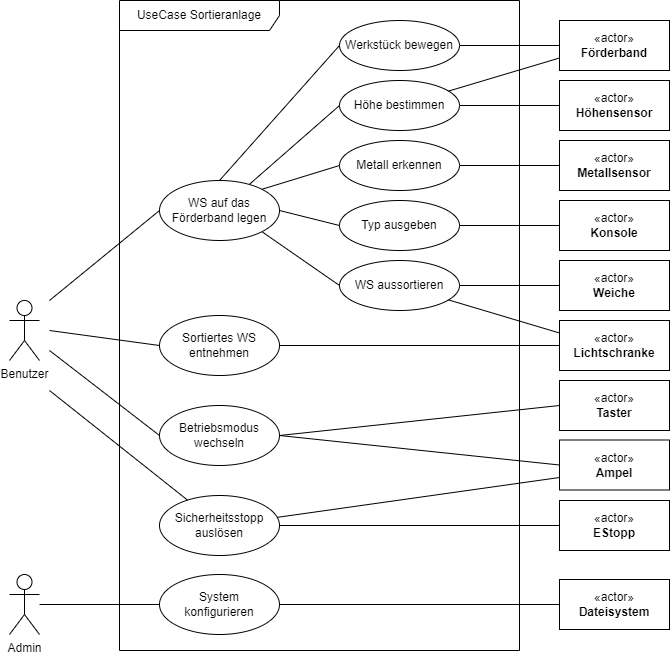 UseCase Sortieranlage
Werkstück bewegen
«actor»
Förderband
Höhe bestimmen
«actor»
Höhensensor
Metall erkennen
«actor»
Metallsensor
WS auf das
Förderband legen
Typ ausgeben
«actor»
Konsole
WS aussortieren
«actor»
Weiche
Benutzer
Sortiertes WS
entnehmen
«actor»
Lichtschranke
Betriebsmodus
wechseln
«actor»
Taster
«actor»
Ampel
Sicherheitsstopp
auslösen
«actor»
EStopp
Admin
System
konfigurieren
«actor»
Dateisystem